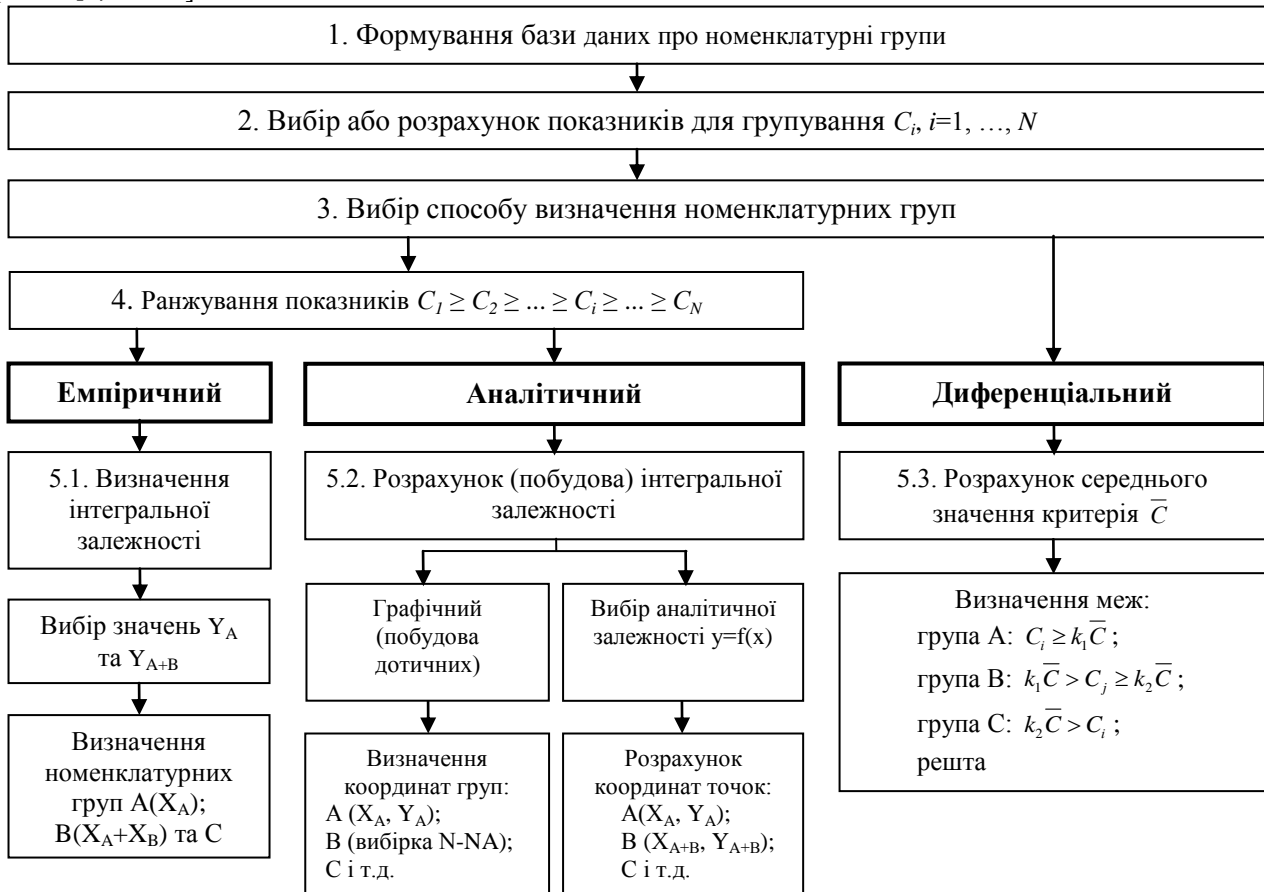 1. Формування бази даних про номенклатурні групи
2. Вибір або розрахунок показників для групування C_i, i=1, …, N
3. Вибір способу визначення номенклатурних груп
4. Ранжування показників C_1 ≥ C_2 ≥ ... ≥ C_i ≥ ... ≥ C_N
Емпіричний
Аналітичний
Диференціальний
5.1. Визначення
інтегральної
залежності
5.2. Розрахунок (побудова) інтегральної
залежності
5.3. Розрахунок середнього
значення критерія C̅
Вибір значень Y_A
та Y_A+B
Графічний
(побудова
дотичних)
Вибір аналітичної
залежності y=f(x)
Визначення меж:
група А: C_i ≥ k_1C̅ ;
група В: k_1C̅ > C_j ≥ k_2C̅ ;
група С: k_2C̅ > C_i ;
решта
Визначення
номенклатурних
груп А(X_A);
В(X_A+X_B) та С
Визначення
координат груп:
А (X_A, Y_A);
В (вибірка N-NA);
С і т.д.
Розрахунок
координат точок:
А(X_A, Y_A);
В (X_A+B, Y_A+B);
С і т.д.